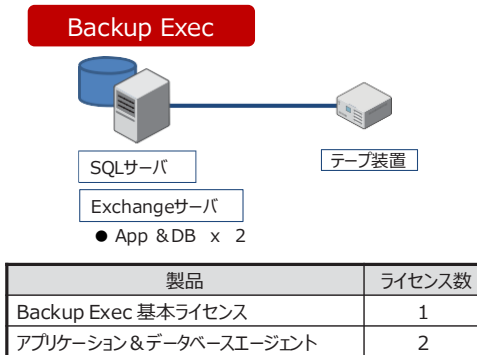 Backup Exec
SQLサーバ
テープ装置
Exchangeサーバ
● App &DB x 2
製品 ライセンス数
Backup Exec 基本ライセンス 1
アプリケーション&データベースエージェント 2